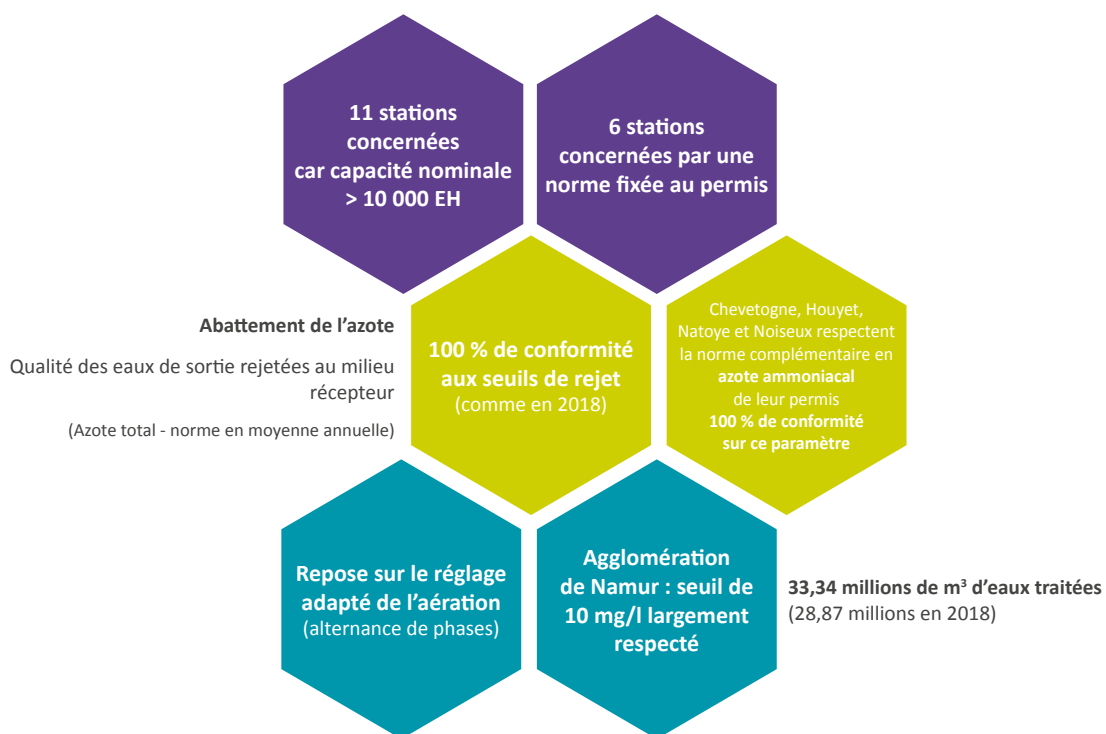 11 stations
concernées
car capacité nominale
> 10 000 EH
6 stations
concernées par une
norme fixée au permis
Abattement de l’azote
Qualité des eaux de sortie rejetées au milieu
récepteur
(Azote total - norme en moyenne annuelle)
100 % de conformité
aux seuils de rejet
(comme en 2018)
Chevetogne, Houyet,
Natoye et Noiseux respectent
la norme complémentaire en
azote ammoniacal
de leur permis
100 % de conformité
sur ce paramètre
Repose sur le réglage
adapté de l’aération
(alternance de phases)
Agglomération
de Namur : seuil de
10 mg/l largement
respecté
33,34 millions de m³ d’eaux traitées
(28,87 millions en 2018)